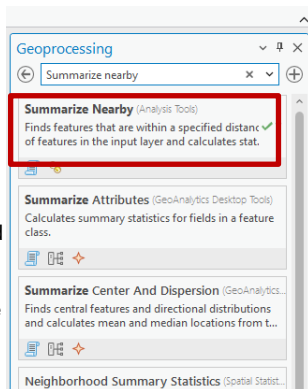 Geoprocessing
Summarize nearby
Summarize Nearby (Analysis Tools)
Finds features that are within a specified distanc
of features in the input layer and calculates stat.
Summarize Attributes (GeoAnalytics Desktop Tools)
Calculates summary statistics for fields in a feature
class.
Summarize Center And Dispersion (GeoAnalytics...
Finds central features and directional distributions
and calculates mean and median locations from t...
Neighborhood Summary Statistics (Spatial Statist...